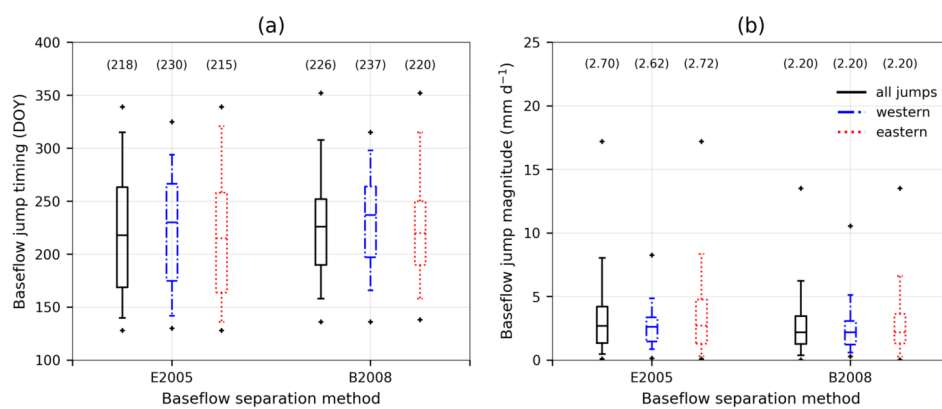 (a)
Baseflow jump timing (DOY)
400
350
300
250
200
150
100
(218) (230) (215) (226) (237) (220)
E2005 B2008
Baseflow separation method
(b)
Baseflow jump magnitude (mm d⁻¹)
25
20
15
10
5
0
(2.70) (2.62) (2.72) (2.20) (2.20) (2.20)
all jumps
western
eastern
E2005 B2008
Baseflow separation method